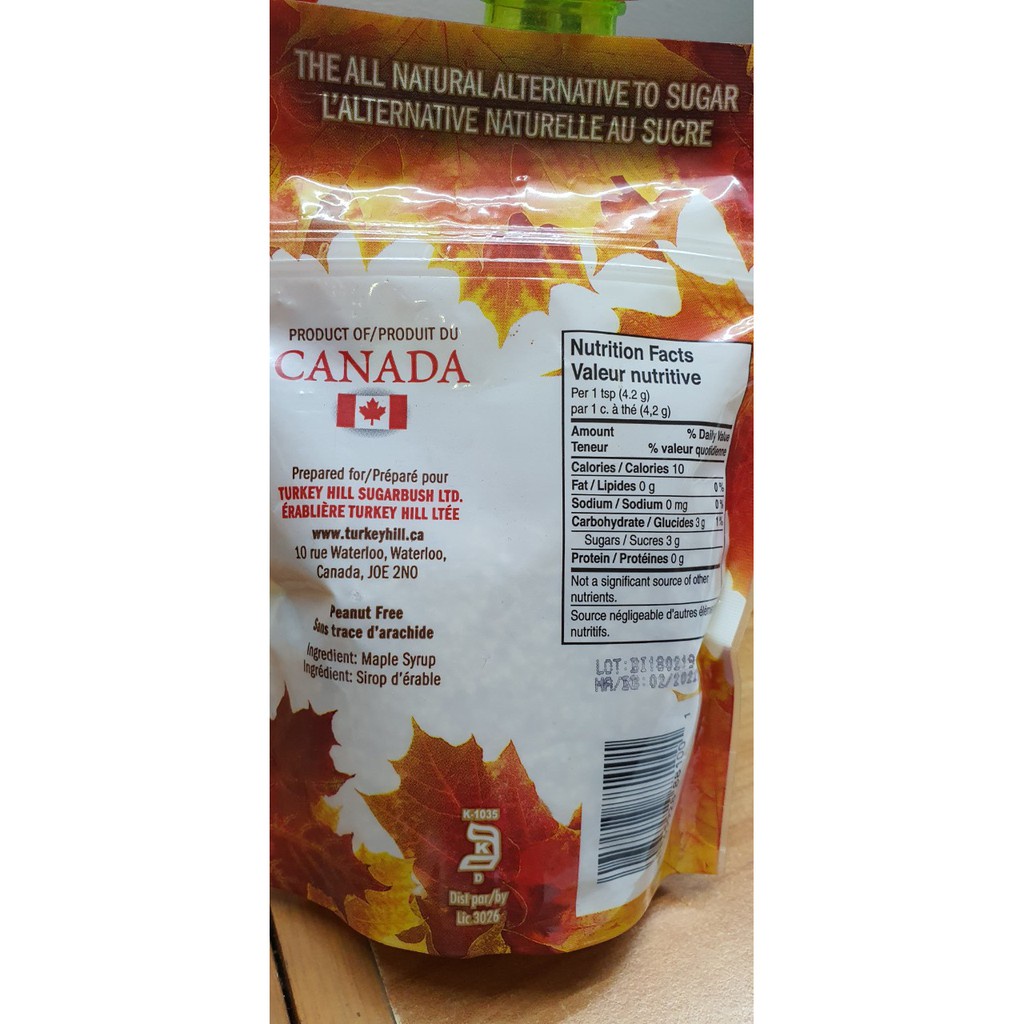 THE ALL NATURAL ALTERNATIVE TO SUGAR
L'ALTERNATIVE NATURELLE AU SUCRE
PRODUCT OF/PRODUIT DU
CANADA
Prepared for/Préparé pour
TURKEY HILL SUGARBUSH LTD.
ÉRABLIÈRE TURKEY HILL LTÉE
www.turkeyhill.ca
10 rue Waterloo, Waterloo,
Canada, J0E 2N0
Peanut Free
Sans trace d'arachide
Ingredient: Maple Syrup
Ingrédient: Sirop d'érable
Nutrition Facts
Valeur nutritive
Per 1 tsp (4.2 g)
par 1 c. à thé (4,2 g)
Amount % Daily Value
Teneur % valeur quotidienne
Calories / Calories 10
Fat / Lipides 0 g 0 %
Sodium / Sodium 0 mg 0 %
Carbohydrate / Glucides 3 g 1 %
Sugars / Sucres 3 g
Protein / Protéines 0 g
Not a significant source of other
nutrients.
Source négligeable d'autres
nutritifs.
LOT:
MA/BB:02/
1
K-1035
K
D
Dist par/by
Lic 3026